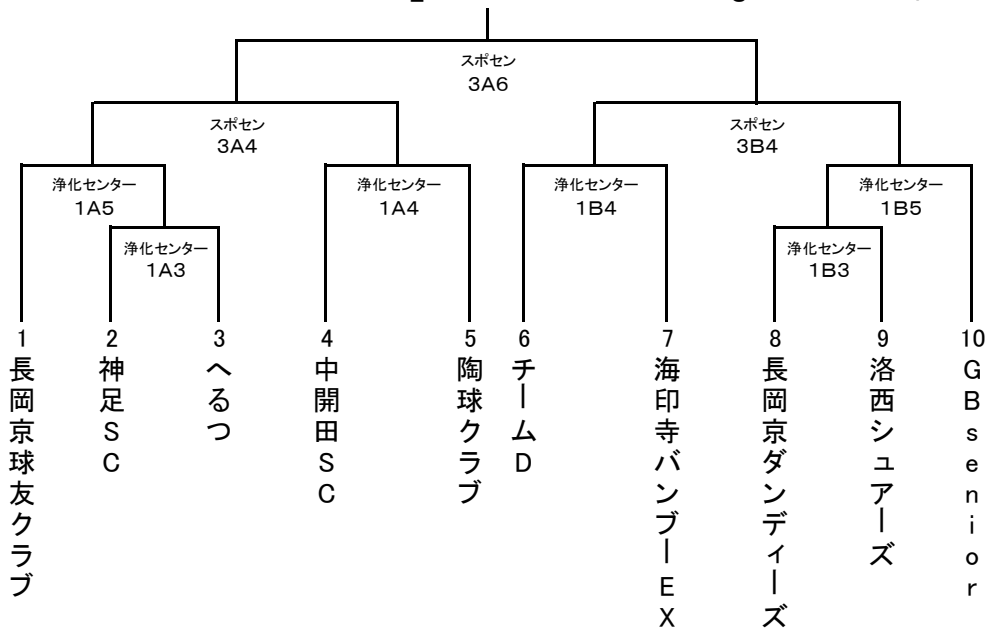 スポセン
3A6
スポセン
3A4
スポセン
3B4
浄化センター
1A5
浄化センター
1A4
浄化センター
1B4
浄化センター
1B5
浄化センター
1A3
浄化センター
1B3
1
長岡京球友クラブ
2
神足SC
3
へるつ
4
中開田SC
5
陶球クラブ
6
チームD
7
海印寺バンブーEX
8
長岡京ダンディーズ
9
洛西シュアーズ
10
GBsenior